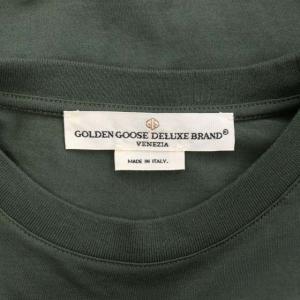 GOLDEN GOOSE DELUXE BRAND®
VENEZIA
MADE IN ITALY.